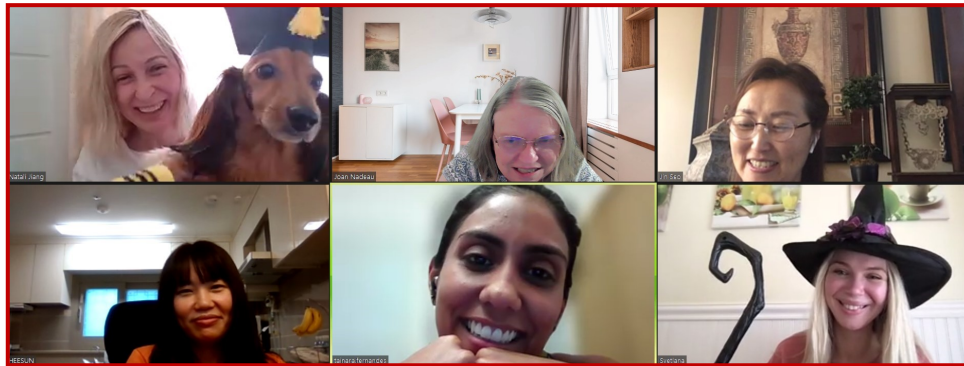 Natali Jiang
Joan Nadeau
Jin Seo
HEESUN
tainara.fernandes
Svetlana